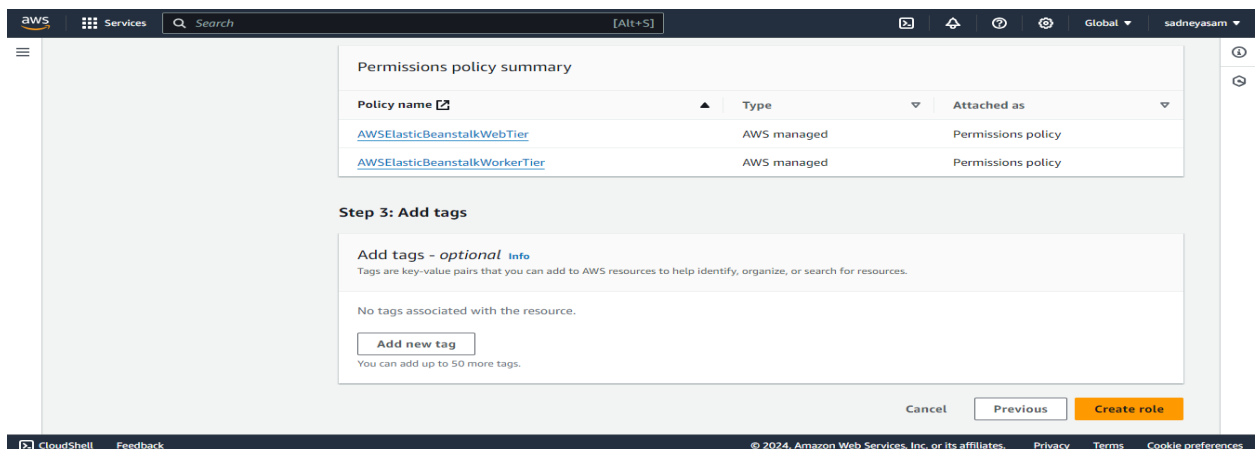 aws Services Search [Alt+S] Global sadneyasam
Permissions policy summary
Policy name Type Attached as
AWSElasticBeanstalkWebTier AWS managed Permissions policy
AWSElasticBeanstalkWorkerTier AWS managed Permissions policy
Step 3: Add tags
Add tags - optional Info
Tags are key-value pairs that you can add to AWS resources to help identify, organize, or search for resources.
No tags associated with the resource.
Add new tag
You can add up to 50 more tags.
Cancel Previous Create role
CloudShell Feedback © 2024, Amazon Web Services, Inc. or its affiliates. Privacy Terms Cookie preferences